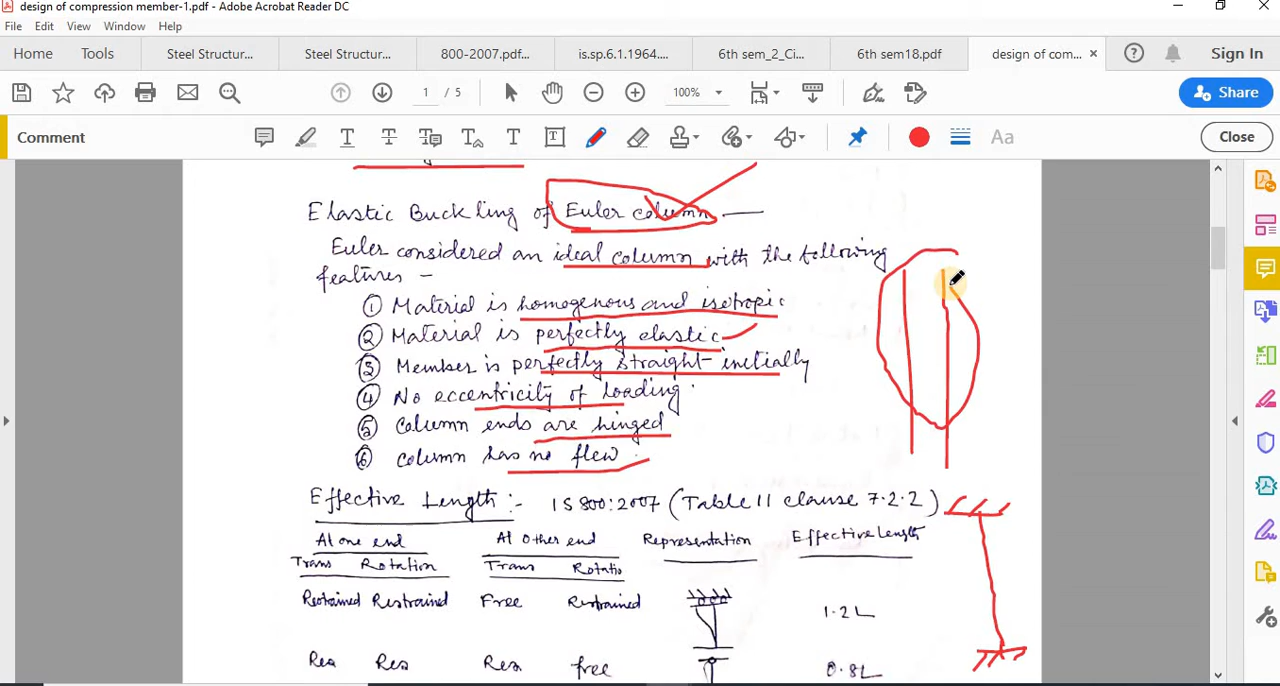 design of compression member-1.pdf - Adobe Acrobat Reader DC
File Edit View Window Help
Home Tools Steel Structur... Steel Structur... 800-2007.pdf... is.sp.6.1.1964.... 6th sem_2_Ci... 6th sem18.pdf design of com... × ? Sign In
1 / 5 100% Share
Comment Aa Close
Elastic Buckling of Euler column
Euler considered an ideal column with the following
features -
① Material is homogenous and isotropic
② Material is perfectly elastic
③ Member is perfectly straight initially
④ No eccentricity of loading.
⑤ Column ends are hinged
⑥ Column has no flew.
Effective Length:- IS 800:2007 (Table 11 clause 7.2.2)
At one end At Other end Representation Effective Length
Trans Rotation Trans Rotatio
Restrained Restrained Free Restrained 1.2L
Res Res Res free 0.8L